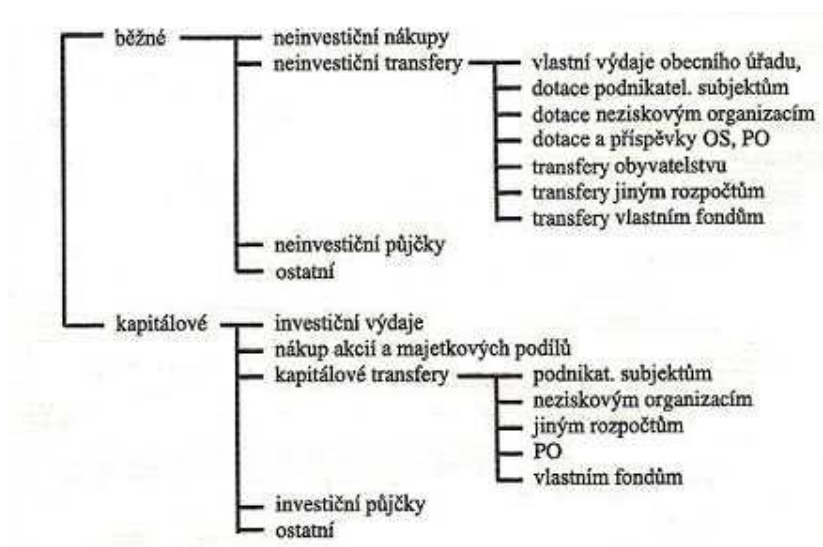 běžné
neinvestiční nákupy
neinvestiční transfery
vlastní výdaje obecního úřadu,
dotace podnikatel. subjektům
dotace neziskovým organizacím
dotace a příspěvky OS, PO
transfery obyvatelstvu
transfery jiným rozpočtům
transfery vlastním fondům
neinvestiční půjčky
ostatní
kapitálové
investiční výdaje
nákup akcií a majetkových podílů
kapitálové transfery
podnikat. subjektům
neziskovým organizacím
jiným rozpočtům
PO
vlastním fondům
investiční půjčky
ostatní